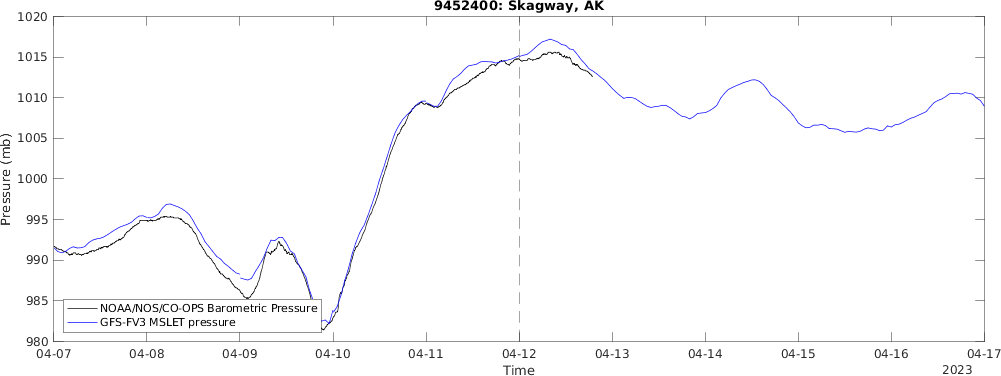 9452400: Skagway, AK
1020
1015
1010
1005
1000
995
990
985
980
Pressure (mb)
NOAA/NOS/CO-OPS Barometric Pressure
GFS-FV3 MSLET pressure
04-07 04-08 04-09 04-10 04-11 04-12 04-13 04-14 04-15 04-16 04-17
Time
2023